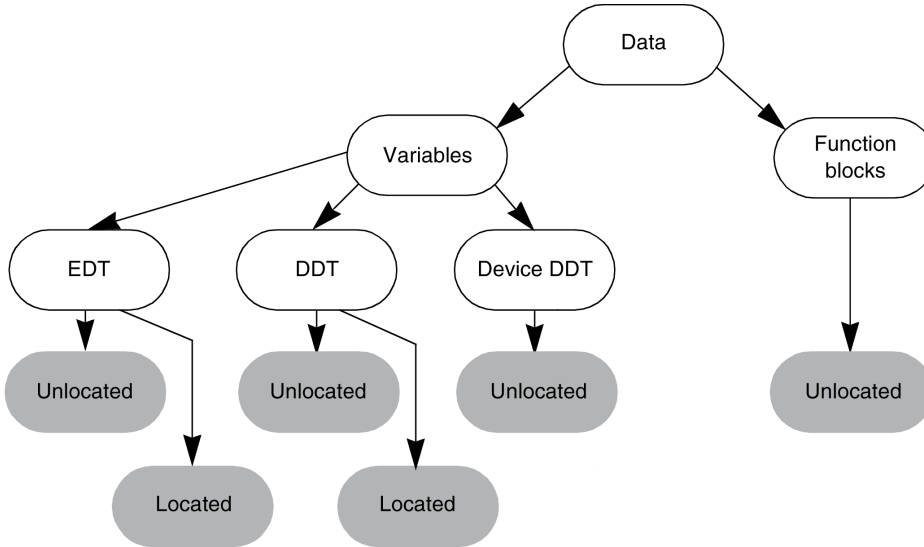 Data
Variables
Function
blocks
EDT
DDT
Device DDT
Unlocated
Unlocated
Unlocated
Unlocated
Located
Located